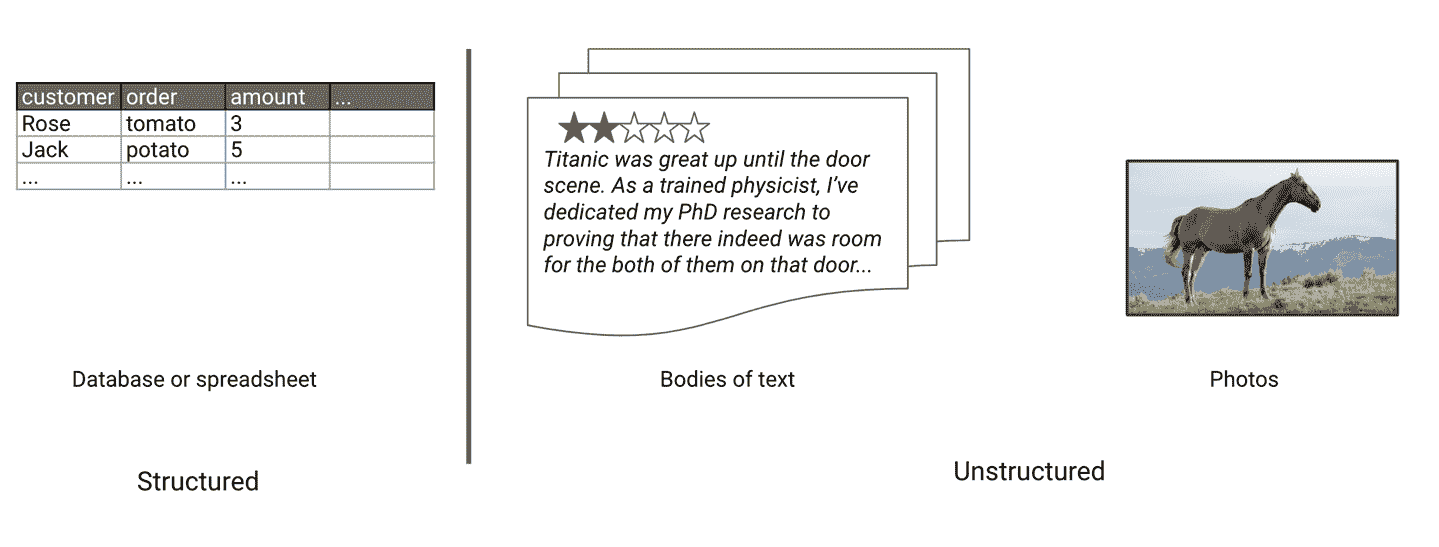 customer order amount ...
Rose tomato 3
Jack potato 5
... ... ...
Database or spreadsheet
Structured
Titanic was great up until the door
scene. As a trained physicist, I’ve
dedicated my PhD research to
proving that there indeed was room
for the both of them on that door...
Bodies of text
Photos
Unstructured